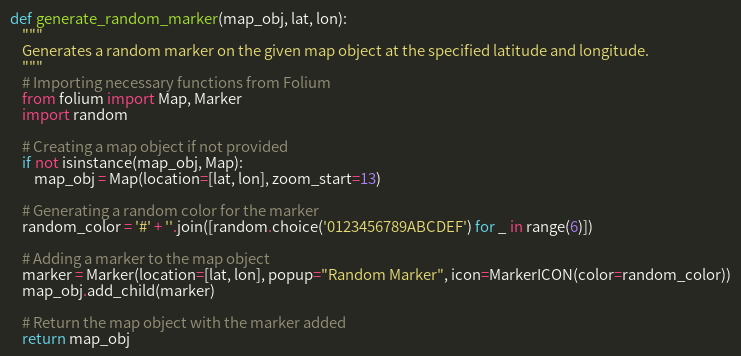 def generate_random_marker(map_obj, lat, lon):
    """
    Generates a random marker on the given map object at the specified latitude and longitude.
    """
    # Importing necessary functions from Folium
    from folium import Map, Marker
    import random

    # Creating a map object if not provided
    if not isinstance(map_obj, Map):
        map_obj = Map(location=[lat, lon], zoom_start=13)

    # Generating a random color for the marker
    random_color = '#' + ''.join([random.choice('0123456789ABCDEF') for _ in range(6)])

    # Adding a marker to the map object
    marker = Marker(location=[lat, lon], popup="Random Marker", icon=MarkerICON(color=random_color))
    map_obj.add_child(marker)

    # Return the map object with the marker added
    return map_obj